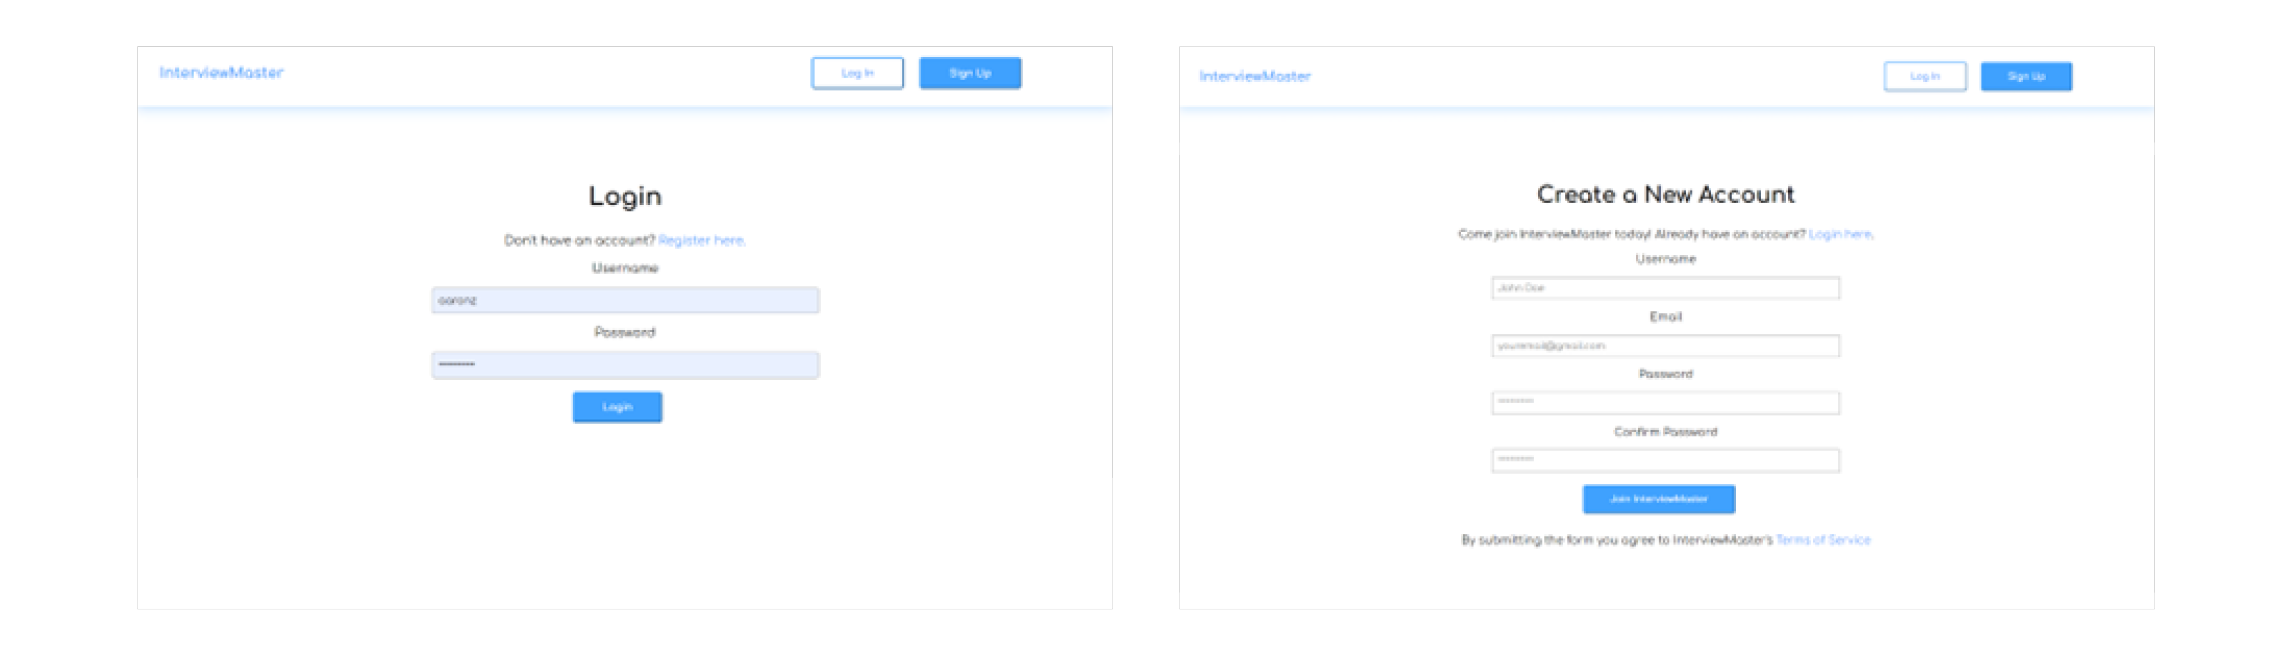 InterviewMaster
Log In
Sign Up
Login
Don't have an account? Register here.
Username
aaronz
Password
Login
InterviewMaster
Log In
Sign Up
Create a New Account
Come join InterviewMaster today! Already have an account? Login here.
Username
John Doe
Email
youremail@gmail.com
Password
Confirm Password
Join InterviewMaster
By submitting the form you agree to InterviewMaster's Terms of Service